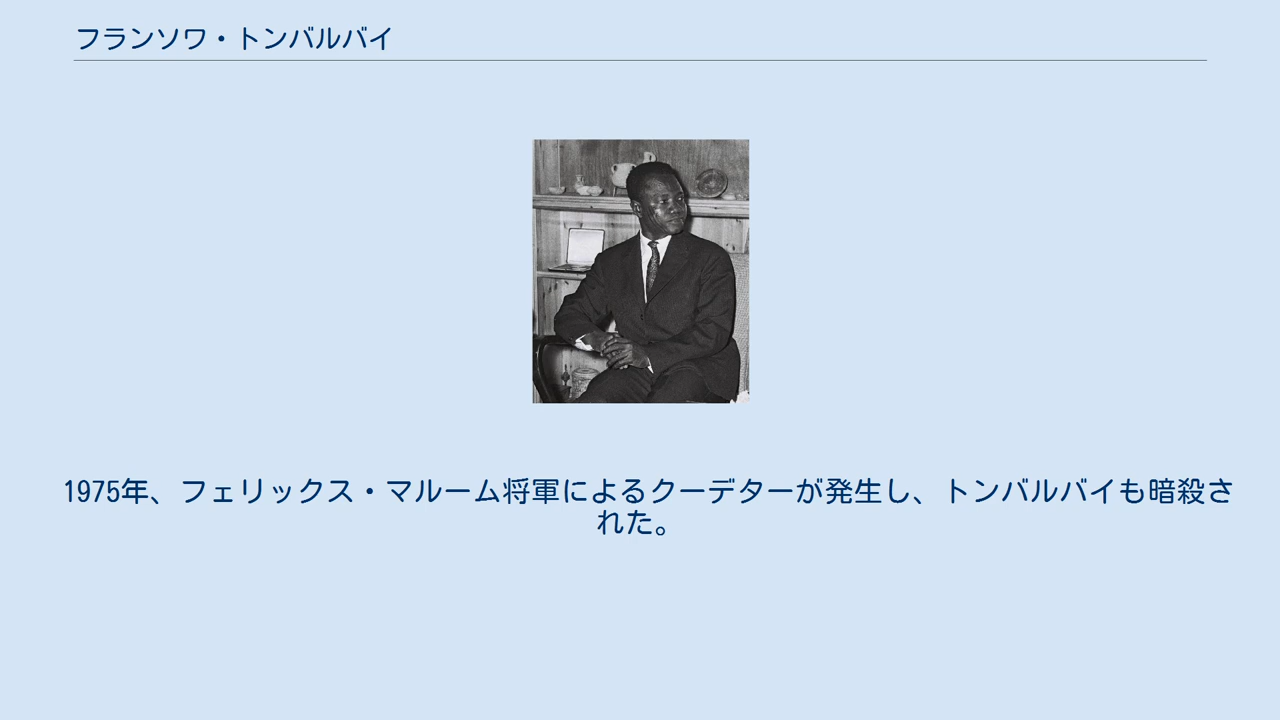 フランソワ・トンバルバイ
1975年、フェリックス・マルーム将軍によるクーデターが発生し、トンバルバイも暗殺さ
れた。